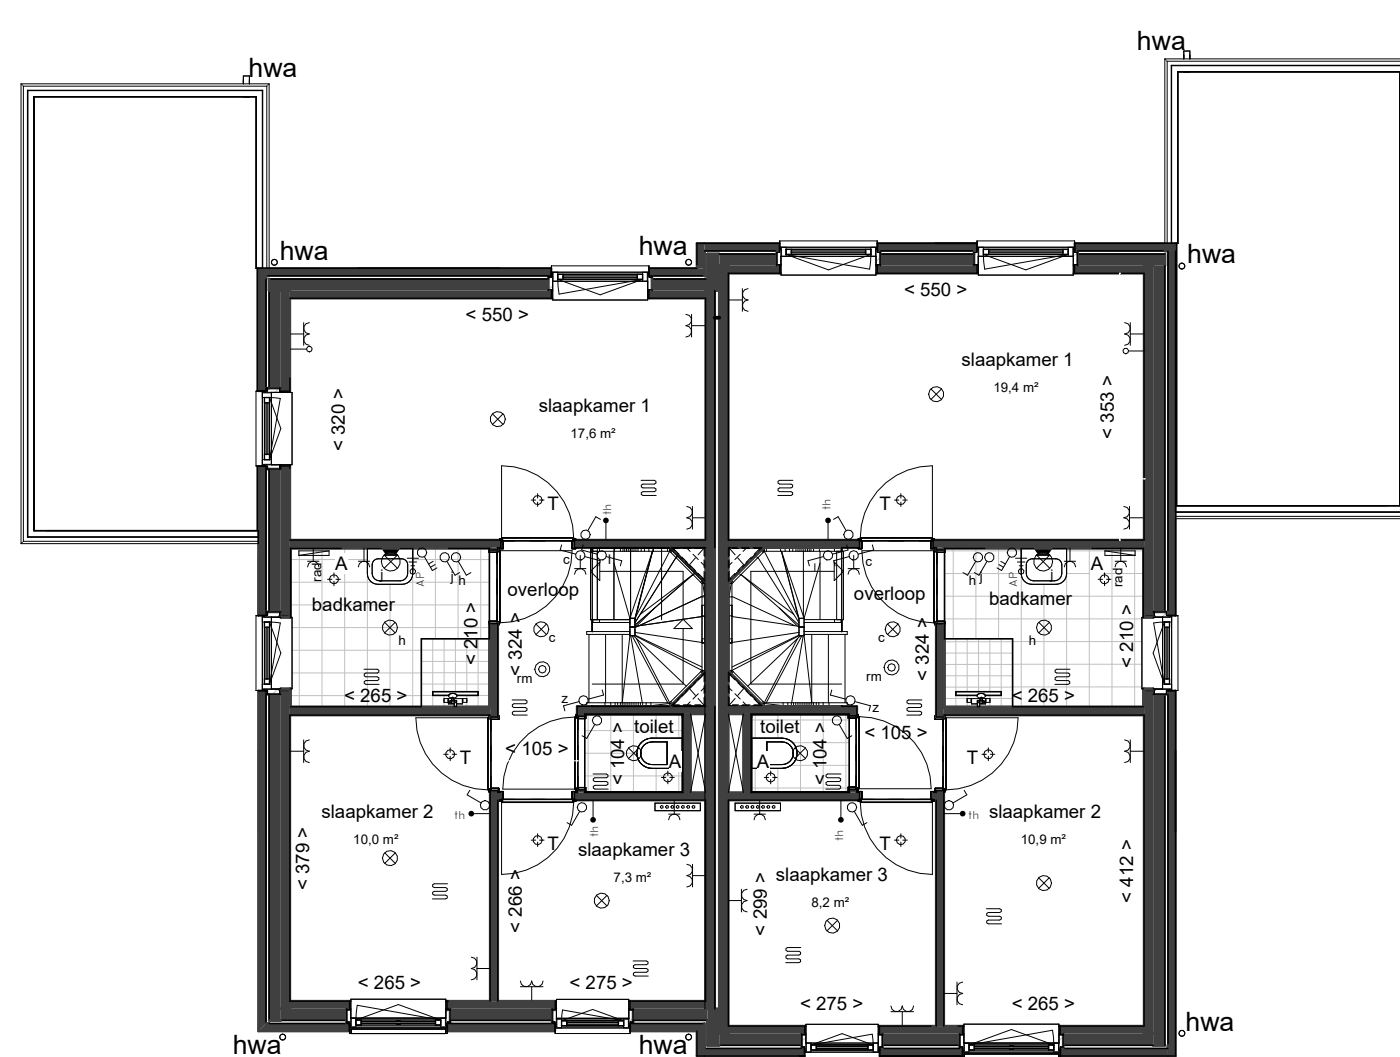 hwa
hwa
hwa
hwa
hwa
< 550 >
< 550 >
slaapkamer 1
19,4 m²
< 320 >
slaapkamer 1
17,6 m²
< 353 >
T
th
th
T
rad
A
AP
h
c
overloop
badkamer
< 210 >
< 324 >
h
c
rm
< 265 >
z
c
overloop
h
AP
A
rad
badkamer
c
< 324 >
h
< 210 >
rm
< 265 >
z
toilet
toilet
< 105 >
< 104 >
A
A
< 104 >
< 105 >
T
T
slaapkamer 2
10,0 m²
th
th
th
th
slaapkamer 2
10,9 m²
T
T
slaapkamer 3
7,3 m²
slaapkamer 3
8,2 m²
< 379 >
< 266 >
< 299 >
< 412 >
< 265 >
< 275 >
< 275 >
< 265 >
hwa
hwa
hwa